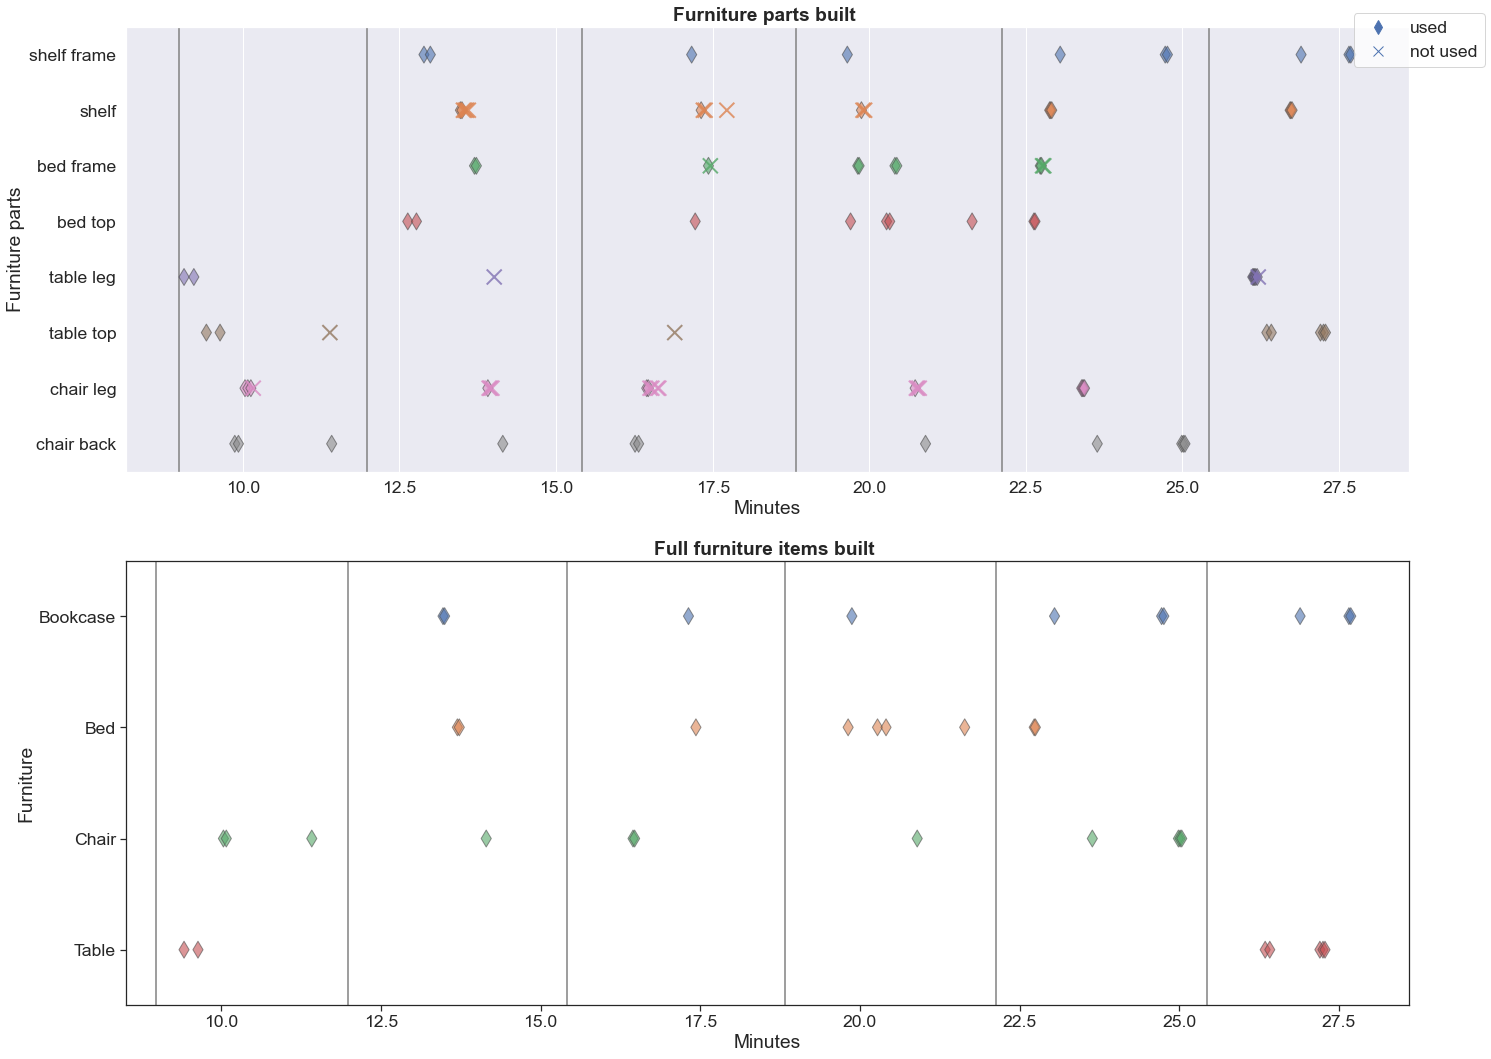 Furniture parts built
used
not used
Furniture parts
shelf frame
shelf
bed frame
bed top
table leg
table top
chair leg
chair back
10.0 12.5 15.0 17.5 20.0 22.5 25.0 27.5
Minutes
Full furniture items built
Furniture
Bookcase
Bed
Chair
Table
10.0 12.5 15.0 17.5 20.0 22.5 25.0 27.5
Minutes